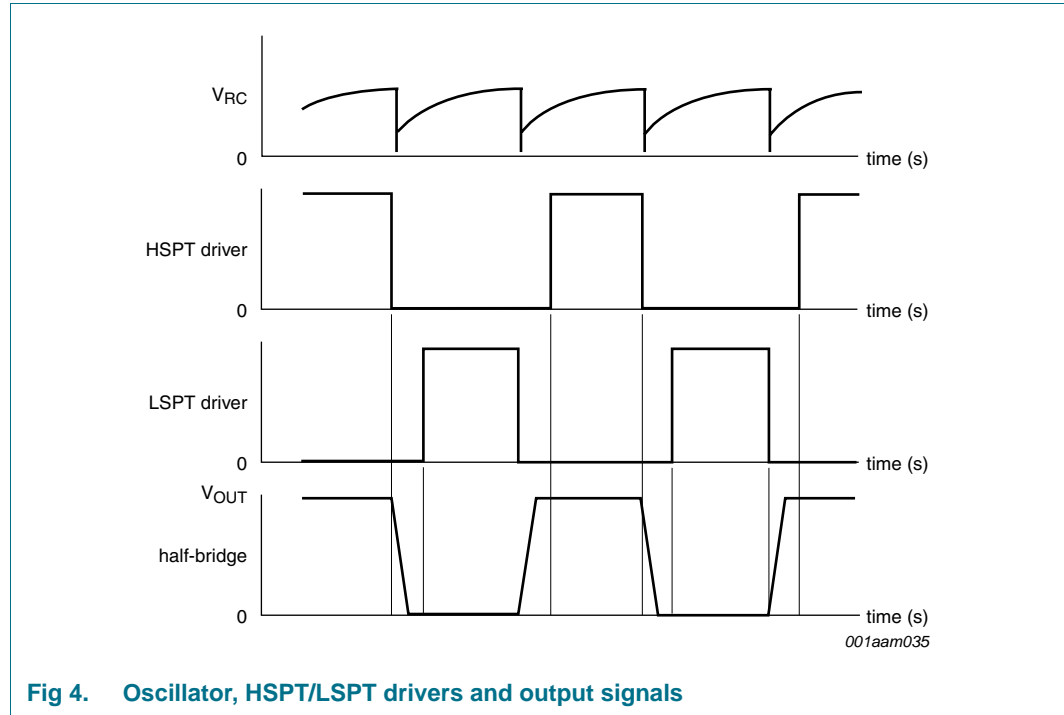 VRC
0
time (s)
HSPT driver
0
time (s)
LSPT driver
0
time (s)
VOUT
half-bridge
0
time (s)
001aam035
Fig 4. Oscillator, HSPT/LSPT drivers and output signals